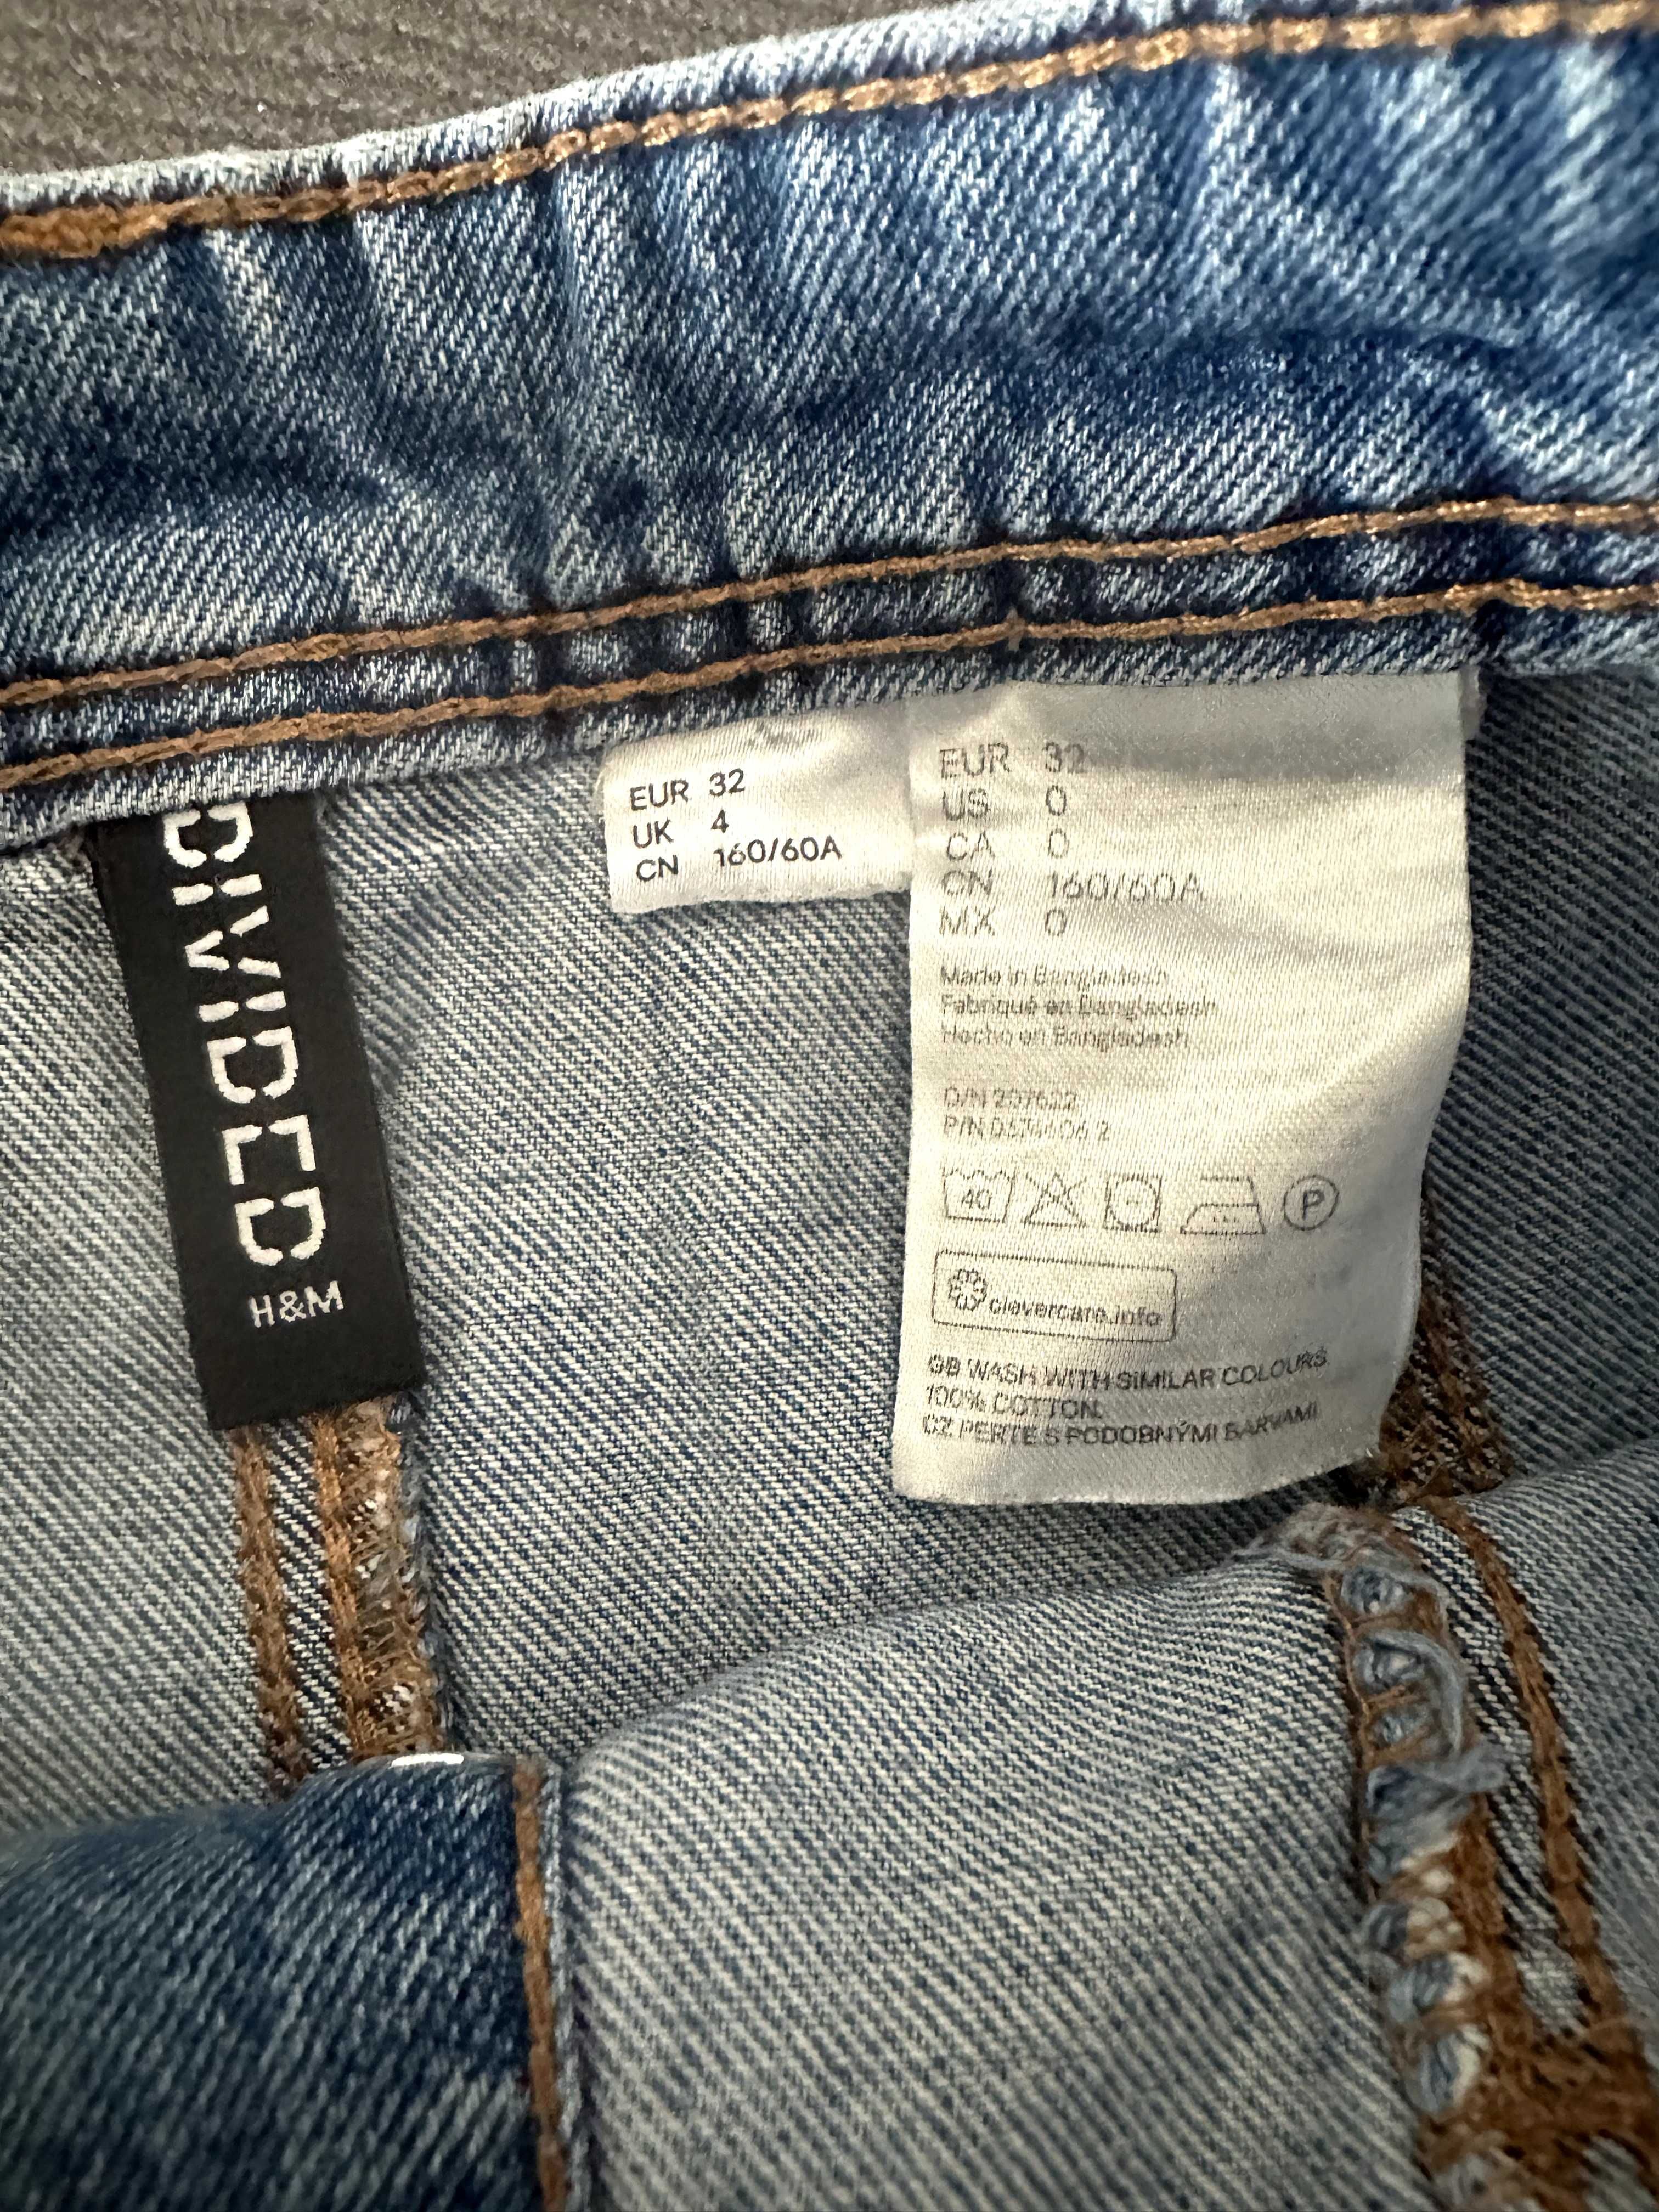 DIVIDED
H&M
EUR 32
UK 4
CN 160/60A
EUR 32
US 0
CA 0
CN 160/60A
MX 0
Made in Bangladesh
Fabriqué en Bangladesh
Hecho en Bangladesh
O/N
P/N
40
P
clevercare.info
GB WASH WITH SIMILAR COLOURS
100% COTTON.
CZ PERTE S PODOBNÝMI BARVAMI